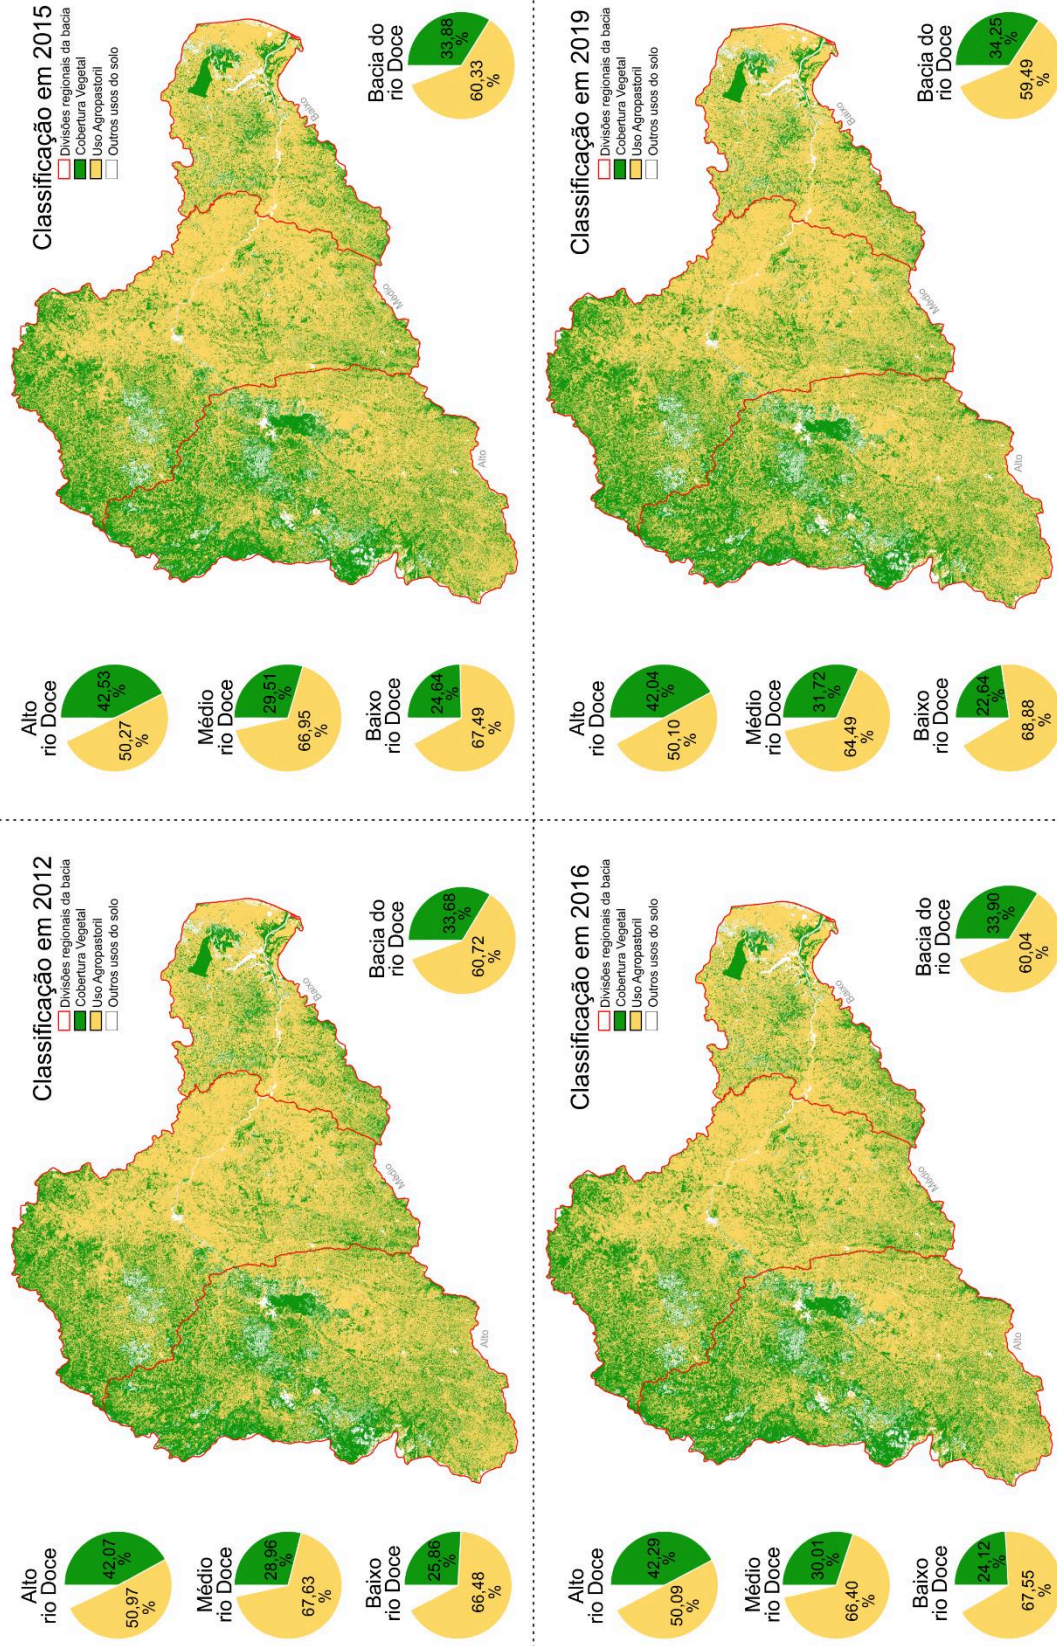 Classificação em 2012
Divisões regionais da bacia
Cobertura Vegetal
Uso Agropastoril
Outros usos do solo
Alto
rio Doce
42,07
%
50,97
%
Médio
rio Doce
28,96
%
67,63
%
Baixo
rio Doce
25,86
%
66,48
%
Alto
Médio
Baixo
Bacia do
rio Doce
33,68
%
60,72
%
Classificação em 2015
Divisões regionais da bacia
Cobertura Vegetal
Uso Agropastoril
Outros usos do solo
Alto
rio Doce
42,53
%
50,27
%
Médio
rio Doce
29,51
%
66,95
%
Baixo
rio Doce
24,64
%
67,49
%
Alto
Médio
Baixo
Bacia do
rio Doce
33,88
%
60,33
%
Classificação em 2016
Divisões regionais da bacia
Cobertura Vegetal
Uso Agropastoril
Outros usos do solo
Alto
rio Doce
42,29
%
50,09
%
Médio
rio Doce
30,01
%
66,40
%
Baixo
rio Doce
24,12
%
67,55
%
Alto
Médio
Baixo
Bacia do
rio Doce
33,90
%
60,04
%
Classificação em 2019
Divisões regionais da bacia
Cobertura Vegetal
Uso Agropastoril
Outros usos do solo
Alto
rio Doce
42,04
%
50,10
%
Médio
rio Doce
31,72
%
64,49
%
Baixo
rio Doce
22,64
%
68,88
%
Alto
Médio
Baixo
Bacia do
rio Doce
34,25
%
59,49
%